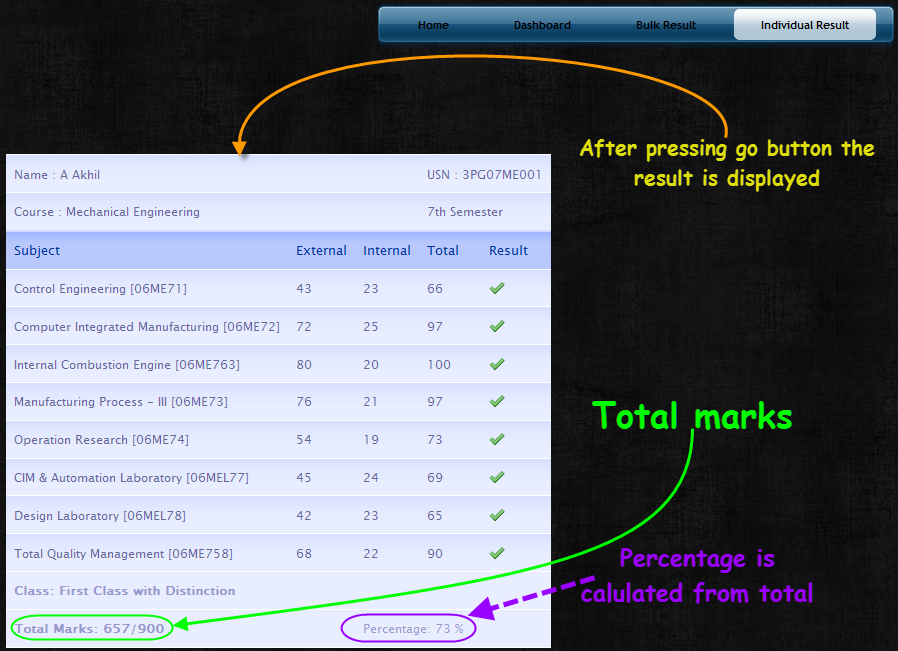 Home Dashboard Bulk Result Individual Result
After pressing go button the
result is displayed
Name : A Akhil USN : 3PG07ME001
Course : Mechanical Engineering 7th Semester
Subject External Internal Total Result
Control Engineering [06ME71] 43 23 66
Computer Integrated Manufacturing [06ME72] 72 25 97
Internal Combustion Engine [06ME763] 80 20 100
Manufacturing Process - III [06ME73] 76 21 97
Operation Research [06ME74] 54 19 73
CIM & Automation Laboratory [06MEL77] 45 24 69
Design Laboratory [06MEL78] 42 23 65
Total Quality Management [06ME758] 68 22 90
Class: First Class with Distinction
Total Marks: 657/900 Percentage: 73 %
Total marks
Percentage is
calulated from total